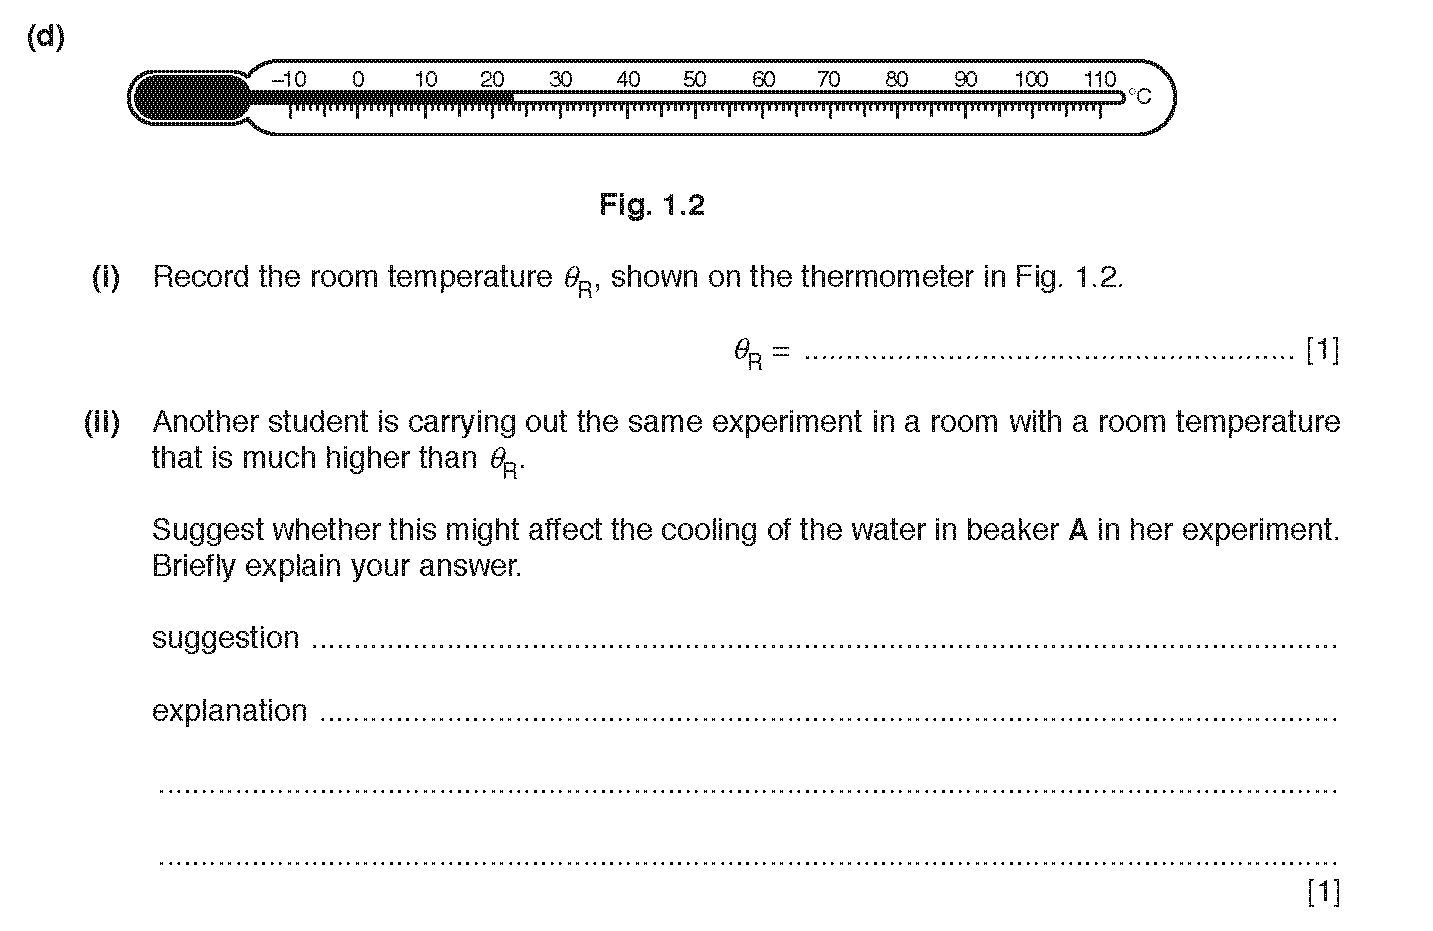 (d)
–10 0 10 20 30 40 50 60 70 80 90 100 110
°C
Fig. 1.2
(i) Record the room temperature θR, shown on the thermometer in Fig. 1.2.
θR = ............................................................ [1]
(ii) Another student is carrying out the same experiment in a room with a room temperature
that is much higher than θR.
Suggest whether this might affect the cooling of the water in beaker A in her experiment.
Briefly explain your answer.
suggestion ............................................................
explanation ............................................................
............................................................
............................................................
[1]